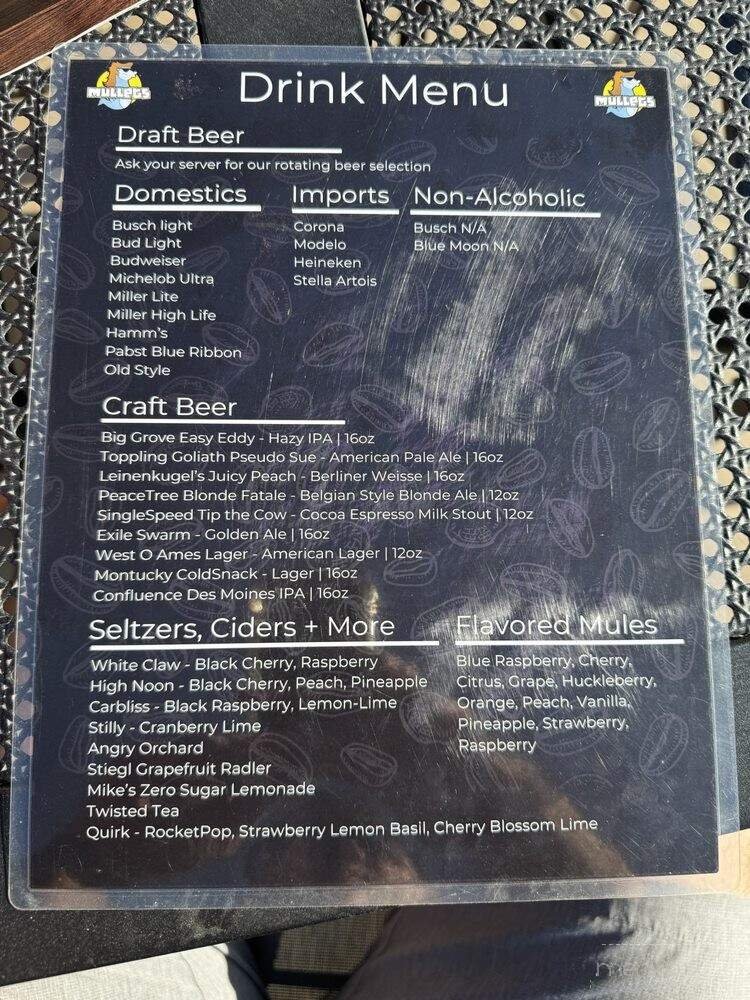 MULLETS
Drink Menu
MULLETS
Draft Beer
Ask your server for our rotating beer selection
Domestics
Busch light
Bud Light
Budweiser
Michelob Ultra
Miller Lite
Miller High Life
Hamm's
Pabst Blue Ribbon
Old Style
Imports
Corona
Modelo
Heineken
Stella Artois
Non-Alcoholic
Busch N/A
Blue Moon N/A
Craft Beer
Big Grove Easy Eddy - Hazy IPA | 16oz
Toppling Goliath Pseudo Sue - American Pale Ale | 16oz
Leinenkugel's Juicy Peach - Berliner Weisse | 16oz
PeaceTree Blonde Fatale - Belgian Style Blonde Ale | 12oz
SingleSpeed Tip the Cow - Cocoa Espresso Milk Stout | 12oz
Exile Swarm - Golden Ale | 16oz
West O Ames Lager - American Lager | 12oz
Montucky ColdSnack - Lager | 16oz
Confluence Des Moines IPA | 16oz
Seltzers, Ciders + More
White Claw - Black Cherry, Raspberry
High Noon - Black Cherry, Peach, Pineapple
Carbliss - Black Raspberry, Lemon-Lime
Stilly - Cranberry Lime
Angry Orchard
Stiegl Grapefruit Radler
Mike's Zero Sugar Lemonade
Twisted Tea
Quirk - RocketPop, Strawberry Lemon Basil, Cherry Blossom Lime
Flavored Mules
Blue Raspberry, Cherry,
Citrus, Grape, Huckleberry,
Orange, Peach, Vanilla,
Pineapple, Strawberry,
Raspberry